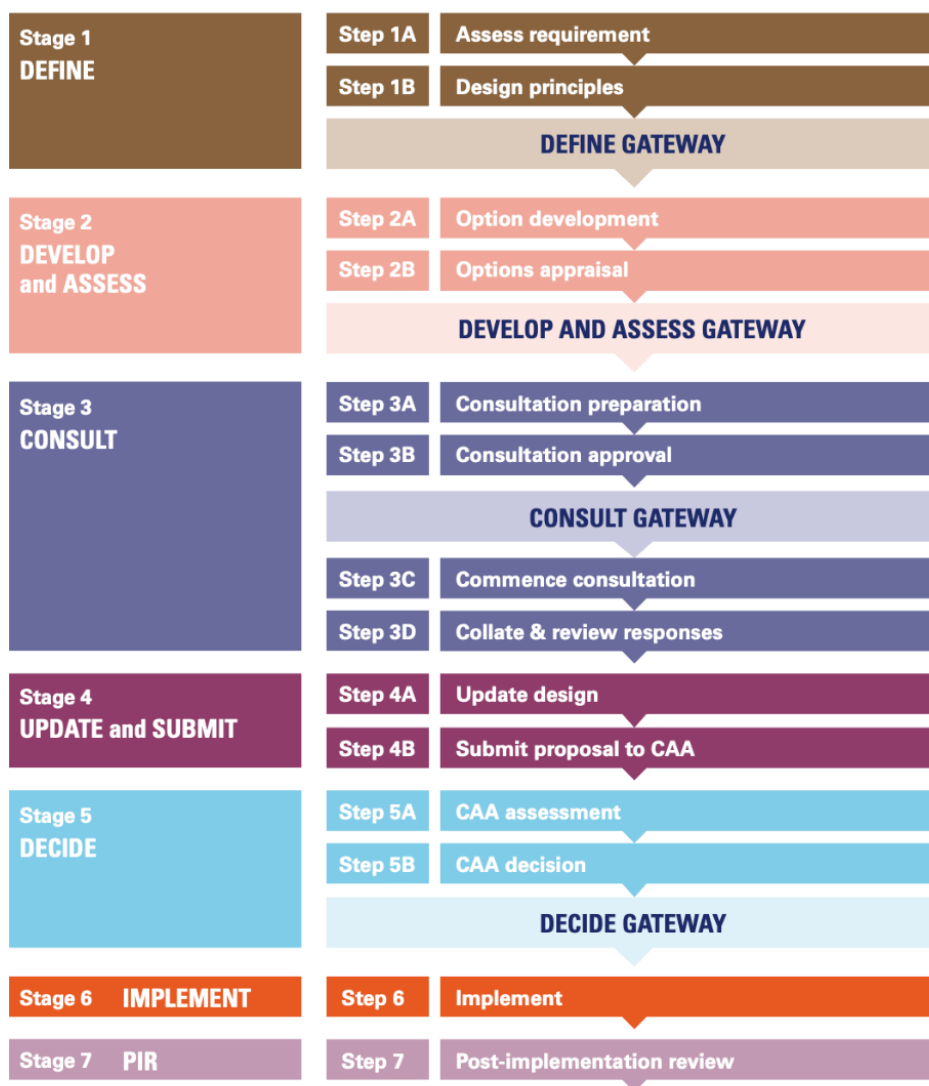 Stage 1
DEFINE
Step 1A Assess requirement
Step 1B Design principles
DEFINE GATEWAY
Stage 2
DEVELOP
and ASSESS
Step 2A Option development
Step 2B Options appraisal
DEVELOP AND ASSESS GATEWAY
Stage 3
CONSULT
Step 3A Consultation preparation
Step 3B Consultation approval
CONSULT GATEWAY
Step 3C Commence consultation
Step 3D Collate & review responses
Stage 4
UPDATE and SUBMIT
Step 4A Update design
Step 4B Submit proposal to CAA
Stage 5
DECIDE
Step 5A CAA assessment
Step 5B CAA decision
DECIDE GATEWAY
Stage 6 IMPLEMENT
Step 6 Implement
Stage 7 PIR
Step 7 Post-implementation review